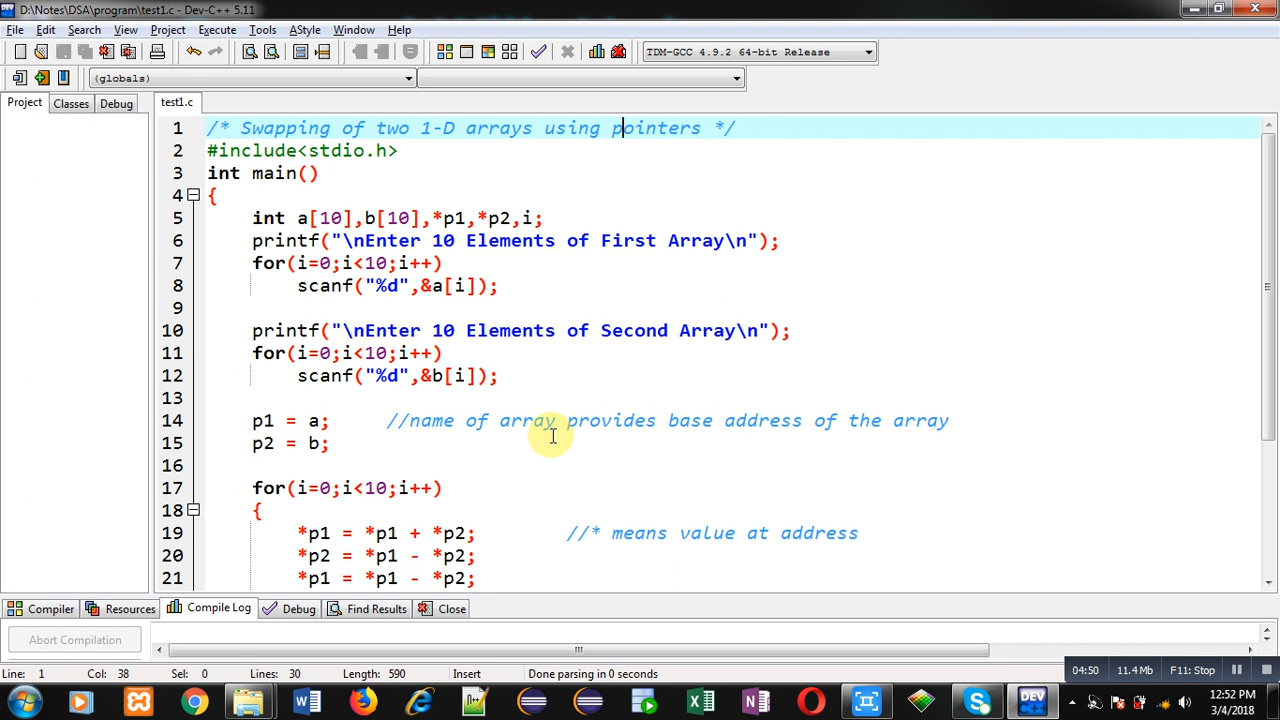 D:\Notes\DSA\program\test1.c - Dev-C++ 5.11
File Edit Search View Project Execute Tools AStyle Window Help
TDM-GCC 4.9.2 64-bit Release
(globals)
Project Classes Debug test1.c
1 /* Swapping of two 1-D arrays using pointers */
2 #include<stdio.h>
3 int main()
4 {
5 int a[10],b[10],*p1,*p2,i;
6 printf("\nEnter 10 Elements of First Array\n");
7 for(i=0;i<10;i++)
8 scanf("%d",&a[i]);
9
10 printf("\nEnter 10 Elements of Second Array\n");
11 for(i=0;i<10;i++)
12 scanf("%d",&b[i]);
13
14 p1 = a; //name of array provides base address of the array
15 p2 = b;
16
17 for(i=0;i<10;i++)
18 {
19 *p1 = *p1 + *p2; //* means value at address
20 *p2 = *p1 - *p2;
21 *p1 = *p1 - *p2;
Compiler Resources Compile Log Debug Find Results Close
Abort Compilation
Line: 1 Col: 38 Sel: 0 Lines: 30 Length: 590 Insert Done parsing in 0 seconds
04:50 11.4 Mb F11: Stop
DEV
12:52 PM
3/4/2018